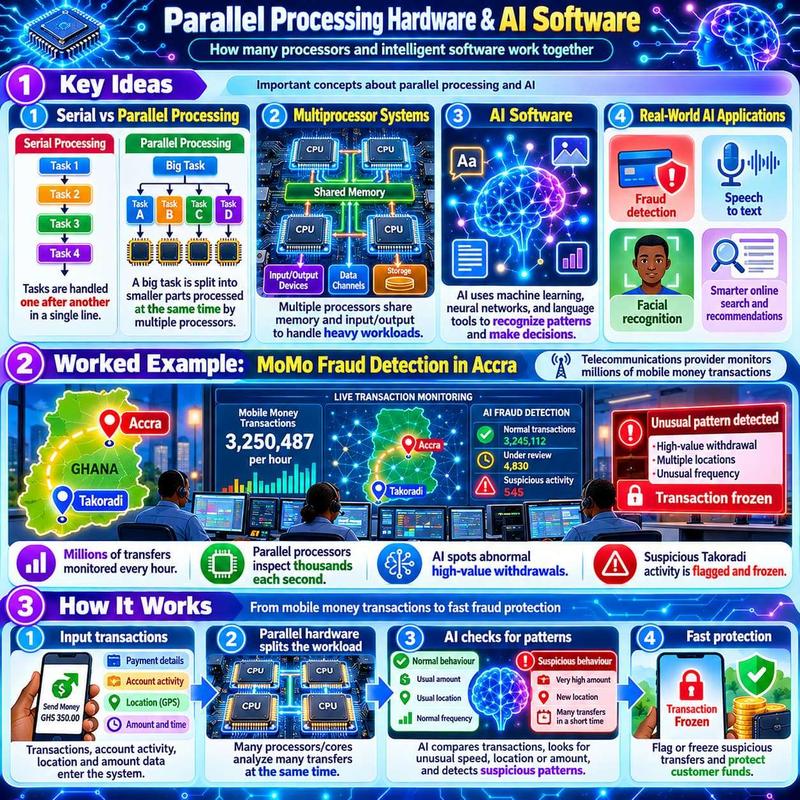 Parallel Processing Hardware & AI Software
How many processors and intelligent software work together
1 Key Ideas
Important concepts about parallel processing and AI
1 Serial vs Parallel Processing
Serial Processing
Task 1
Task 2
Task 3
Task 4
Tasks are handled
one after another
in a single line.
Parallel Processing
Big Task
Task A
Task B
Task C
Task D
A big task is split into
smaller parts processed
at the same time by
multiple processors.
2 Multiprocessor Systems
CPU
CPU
Shared Memory
CPU
CPU
Input/Output
Devices
Data
Channels
Storage
Multiple processors share
memory and input/output
to handle heavy workloads.
3 AI Software
Aa
AI uses machine learning,
neural networks, and language
tools to recognize patterns
and make decisions.
4 Real-World AI Applications
Fraud
detection
Speech
to text
Facial
recognition
Smarter online
search and
recommendations
2 Worked Example: MoMo Fraud Detection in Accra
Telecommunications provider monitors
millions of mobile money transactions
Accra
GHANA
Takoradi
LIVE TRANSACTION MONITORING
Mobile Money
Transactions
3,250,487
per hour
Accra
Takoradi
AI FRAUD DETECTION
Normal transactions
3,245,112
Under review
4,830
Suspicious activity
545
Unusual pattern detected
• High-value withdrawal
• Multiple locations
• Unusual frequency
Transaction frozen
Millions of transfers
monitored every hour.
Parallel processors
inspect thousands
each second.
AI spots abnormal
high-value withdrawals.
Suspicious Takoradi
activity is flagged and frozen.
3 How It Works
From mobile money transactions to fast fraud protection
1 Input transactions
Send Money
GHS 350.00
Payment details
Account activity
Location (GPS)
Amount and time
Transactions, account activity,
location and amount data
enter the system.
2 Parallel hardware
splits the workload
CPU
CPU
CPU
CPU
Many processors/cores
analyze many transfers
at the same time.
3 AI checks for patterns
Normal behaviour
Usual amount
Usual location
Normal frequency
Suspicious behaviour
Very high amount
New location
Many transfers
in a short time
AI compares transactions, looks for
unusual speed, location or amount,
and detects suspicious patterns.
4 Fast protection
Transaction
Frozen
Flag or freeze suspicious
transfers and protect
customer funds.